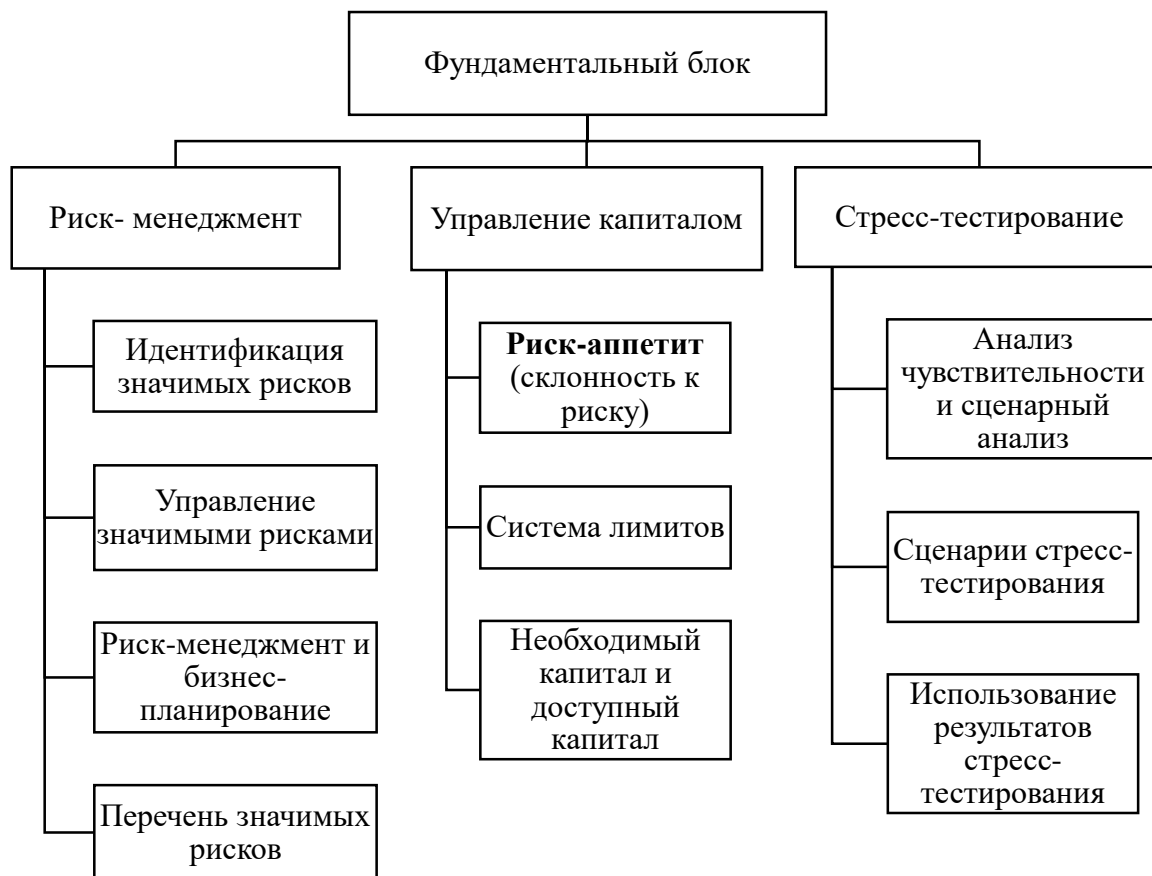 Фундаментальный блок
Риск- менеджмент
Идентификация
значимых рисков
Управление
значимыми рисками
Риск-менеджмент и
бизнес-
планирование
Перечень значимых
рисков
Управление капиталом
Риск-аппетит
(склонность к
риску)
Система лимитов
Необходимый
капитал и
доступный
капитал
Стресс-тестирование
Анализ
чувствительности
и сценарный
анализ
Сценарии стресс-
тестирования
Использование
результатов
стресс-
тестирования